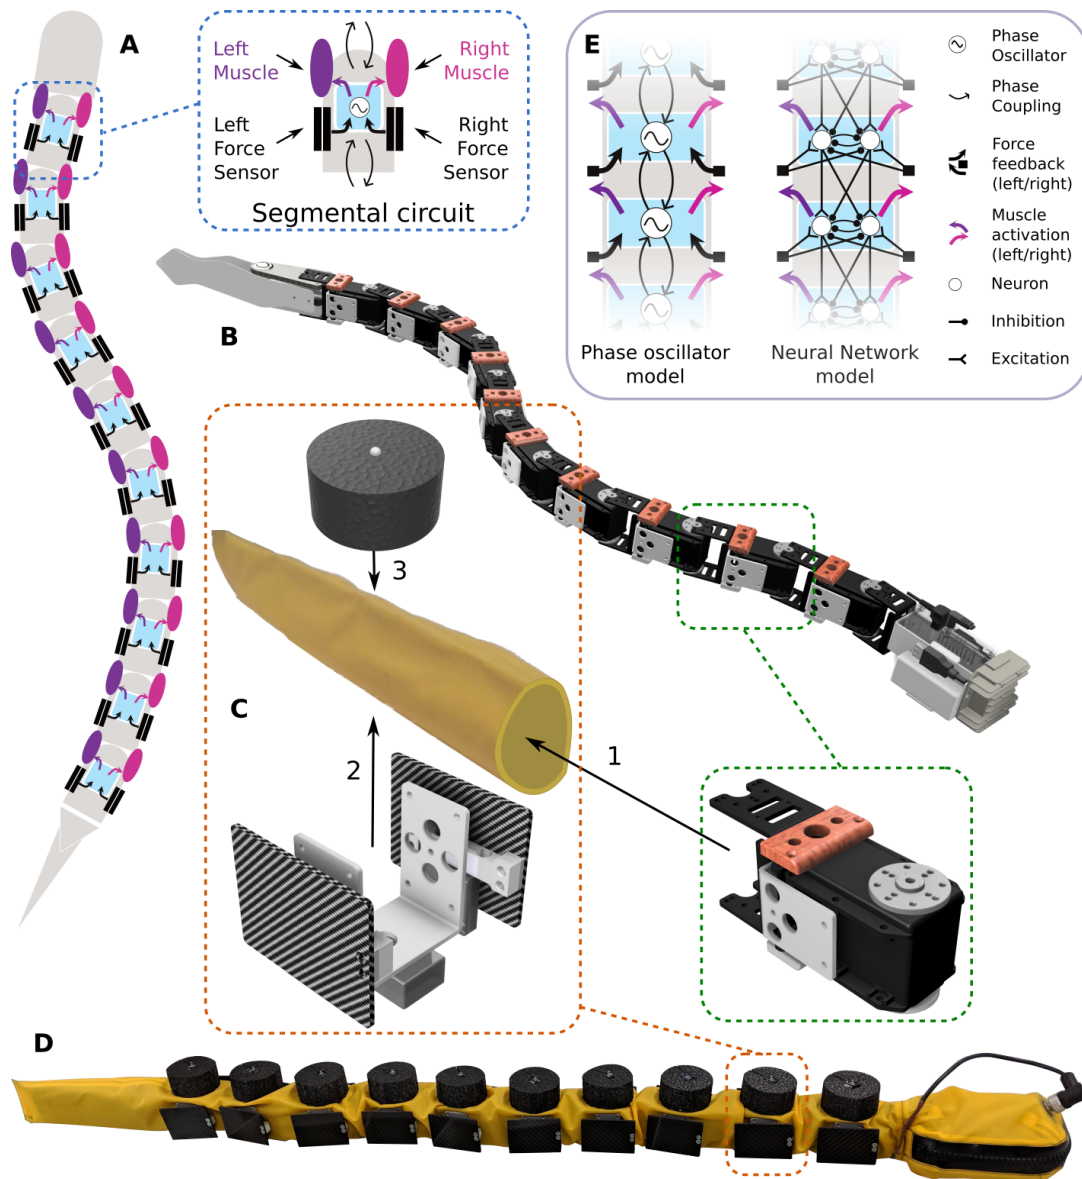 A
Left
Muscle
Right
Muscle
Left
Force
Sensor
Right
Force
Sensor
Segmental circuit
E
Phase oscillator
model
Neural Network
model
Phase
Oscillator
Phase
Coupling
Force
feedback
(left/right)
Muscle
activation
(left/right)
Neuron
Inhibition
Excitation
B
C
3
2
1
D